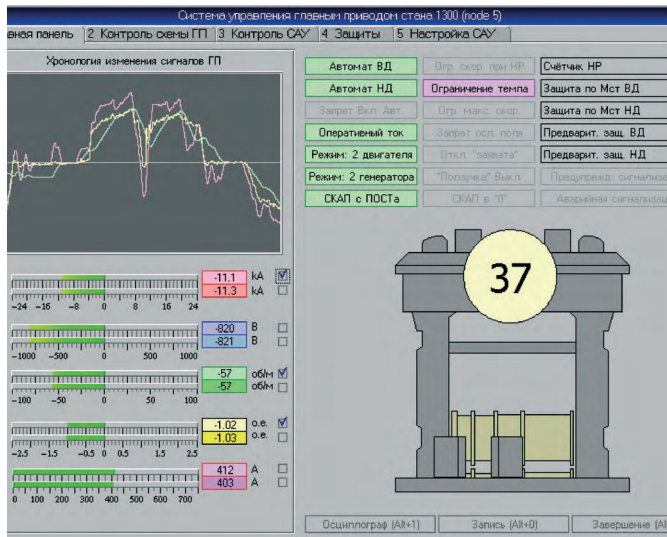 Система управления главным приводом стана 1300 (node 5)
вная панель 2 Контроль схемы ГП 3 Контроль САУ 4 Защиты 5 Настройка САУ
Хронология изменения сигналов ГП
Автомат ВД Огр. скор. при НР Счётчик НР
Автомат НД Ограничение темпа Защита по Мст ВД
Запрет Вкл. Авт. Огр. макс. скор. Защита по Мст НД
Оперативный ток Запрет осл. поля Предварит. защ. ВД
Режим: 2 двигателя Откл. "захвата" Предварит. защ. НД
Режим: 2 генератора "Ползучка" Выкл. Предупрежд. сигнализа
СКАП с ПОСТа СКАП в "0" Аварийная сигнализац
37
-11.1 kA
-11.3 kA
-24 -16 -8 0 8 16 24
-820 В
-821 В
-1000 -500 0 500 1000
-57 об/м
-57 об/м
-100 -50 0 50 100
-1.02 о.е.
-1.03 о.е.
-2.5 -1.5 -0.5 0 0.5 1.5 2.5
412 А
403 А
0 100 200 300 400 500 600 700
Осциллограф (Alt+1) Запись (Alt+0) Завершение (Al